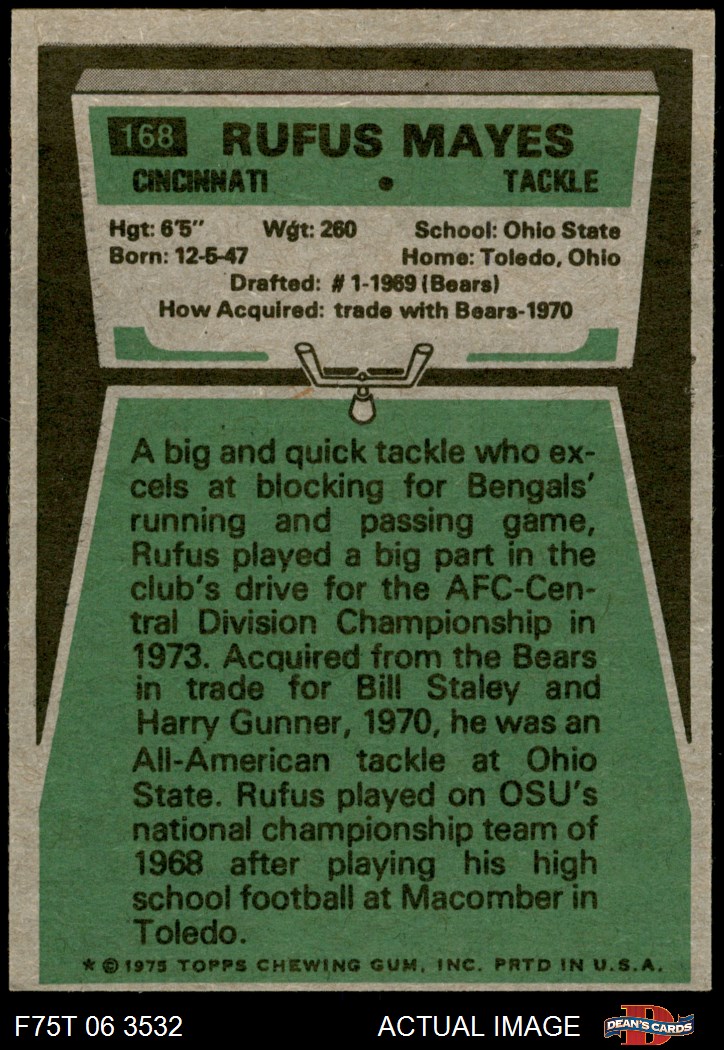 168 RUFUS MAYES
CINCINNATI • TACKLE
Hgt: 6'5" Wgt: 260 School: Ohio State
Born: 12-5-47 Home: Toledo, Ohio
Drafted: # 1-1969 (Bears)
How Acquired: trade with Bears-1970
A big and quick tackle who ex-
cels at blocking for Bengals'
running and passing game,
Rufus played a big part in the
club's drive for the AFC-Cen-
tral Division Championship in
1973. Acquired from the Bears
in trade for Bill Staley and
Harry Gunner, 1970, he was an
All-American tackle at Ohio
State. Rufus played on OSU's
national championship team of
1968 after playing his high
school football at Macomber in
Toledo.
* © 1975 TOPPS CHEWING GUM, INC. PRTD IN U.S.A.
F75T 06 3532 ACTUAL IMAGE D DEAN'S CARDS